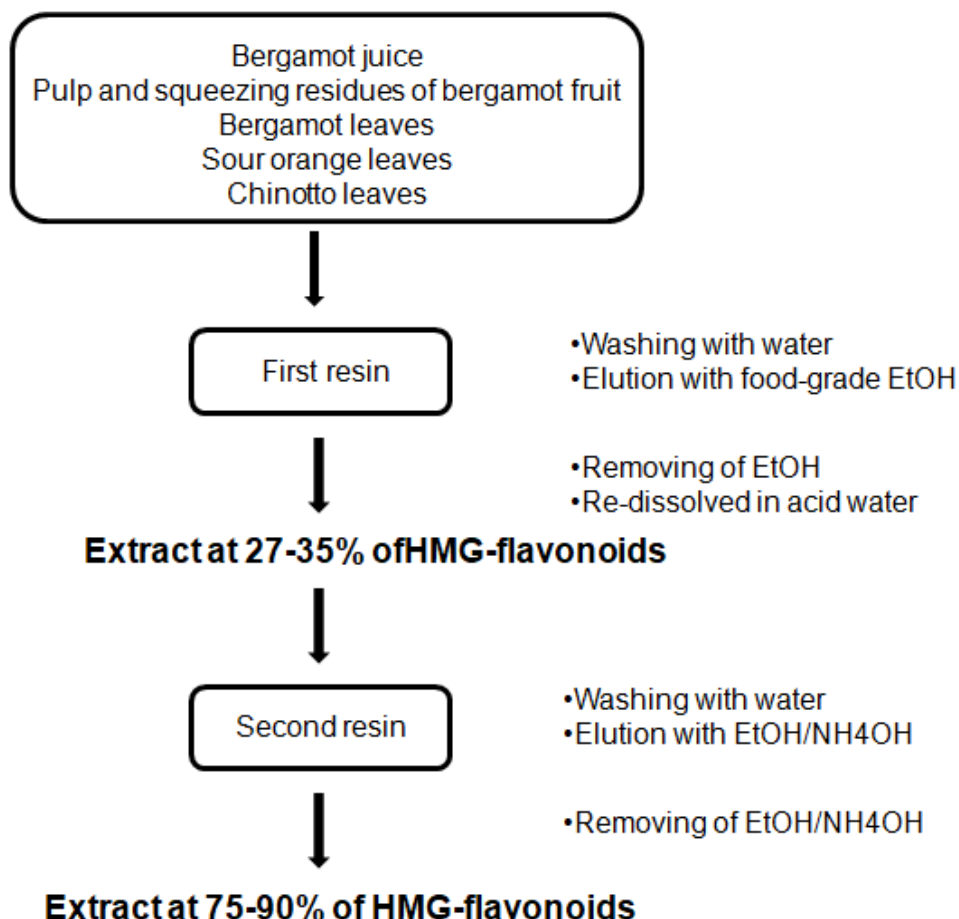 Bergamot juice
Pulp and squeezing residues of bergamot fruit
Bergamot leaves
Sour orange leaves
Chinotto leaves
First resin
•Washing with water
•Elution with food-grade EtOH
•Removing of EtOH
•Re-dissolved in acid water
Extract at 27-35% ofHMG-flavonoids
Second resin
•Washing with water
•Elution with EtOH/NH4OH
•Removing of EtOH/NH4OH
Extract at 75-90% of HMG-flavonoids